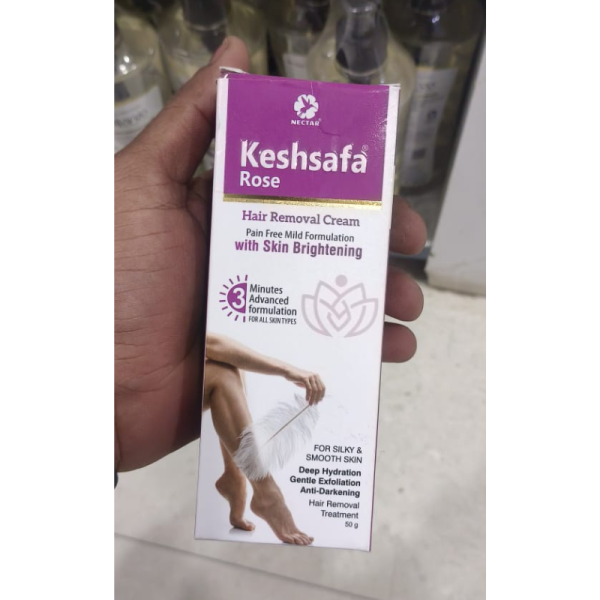 NECTAR
Keshsafa®
Rose
Hair Removal Cream
Pain Free Mild Formulation
with Skin Brightening
3
Minutes
Advanced
formulation
FOR ALL SKIN TYPES
FOR SILKY &
SMOOTH SKIN
Deep Hydration
Gentle Exfoliation
Anti-Darkening
Hair Removal
Treatment
50 g